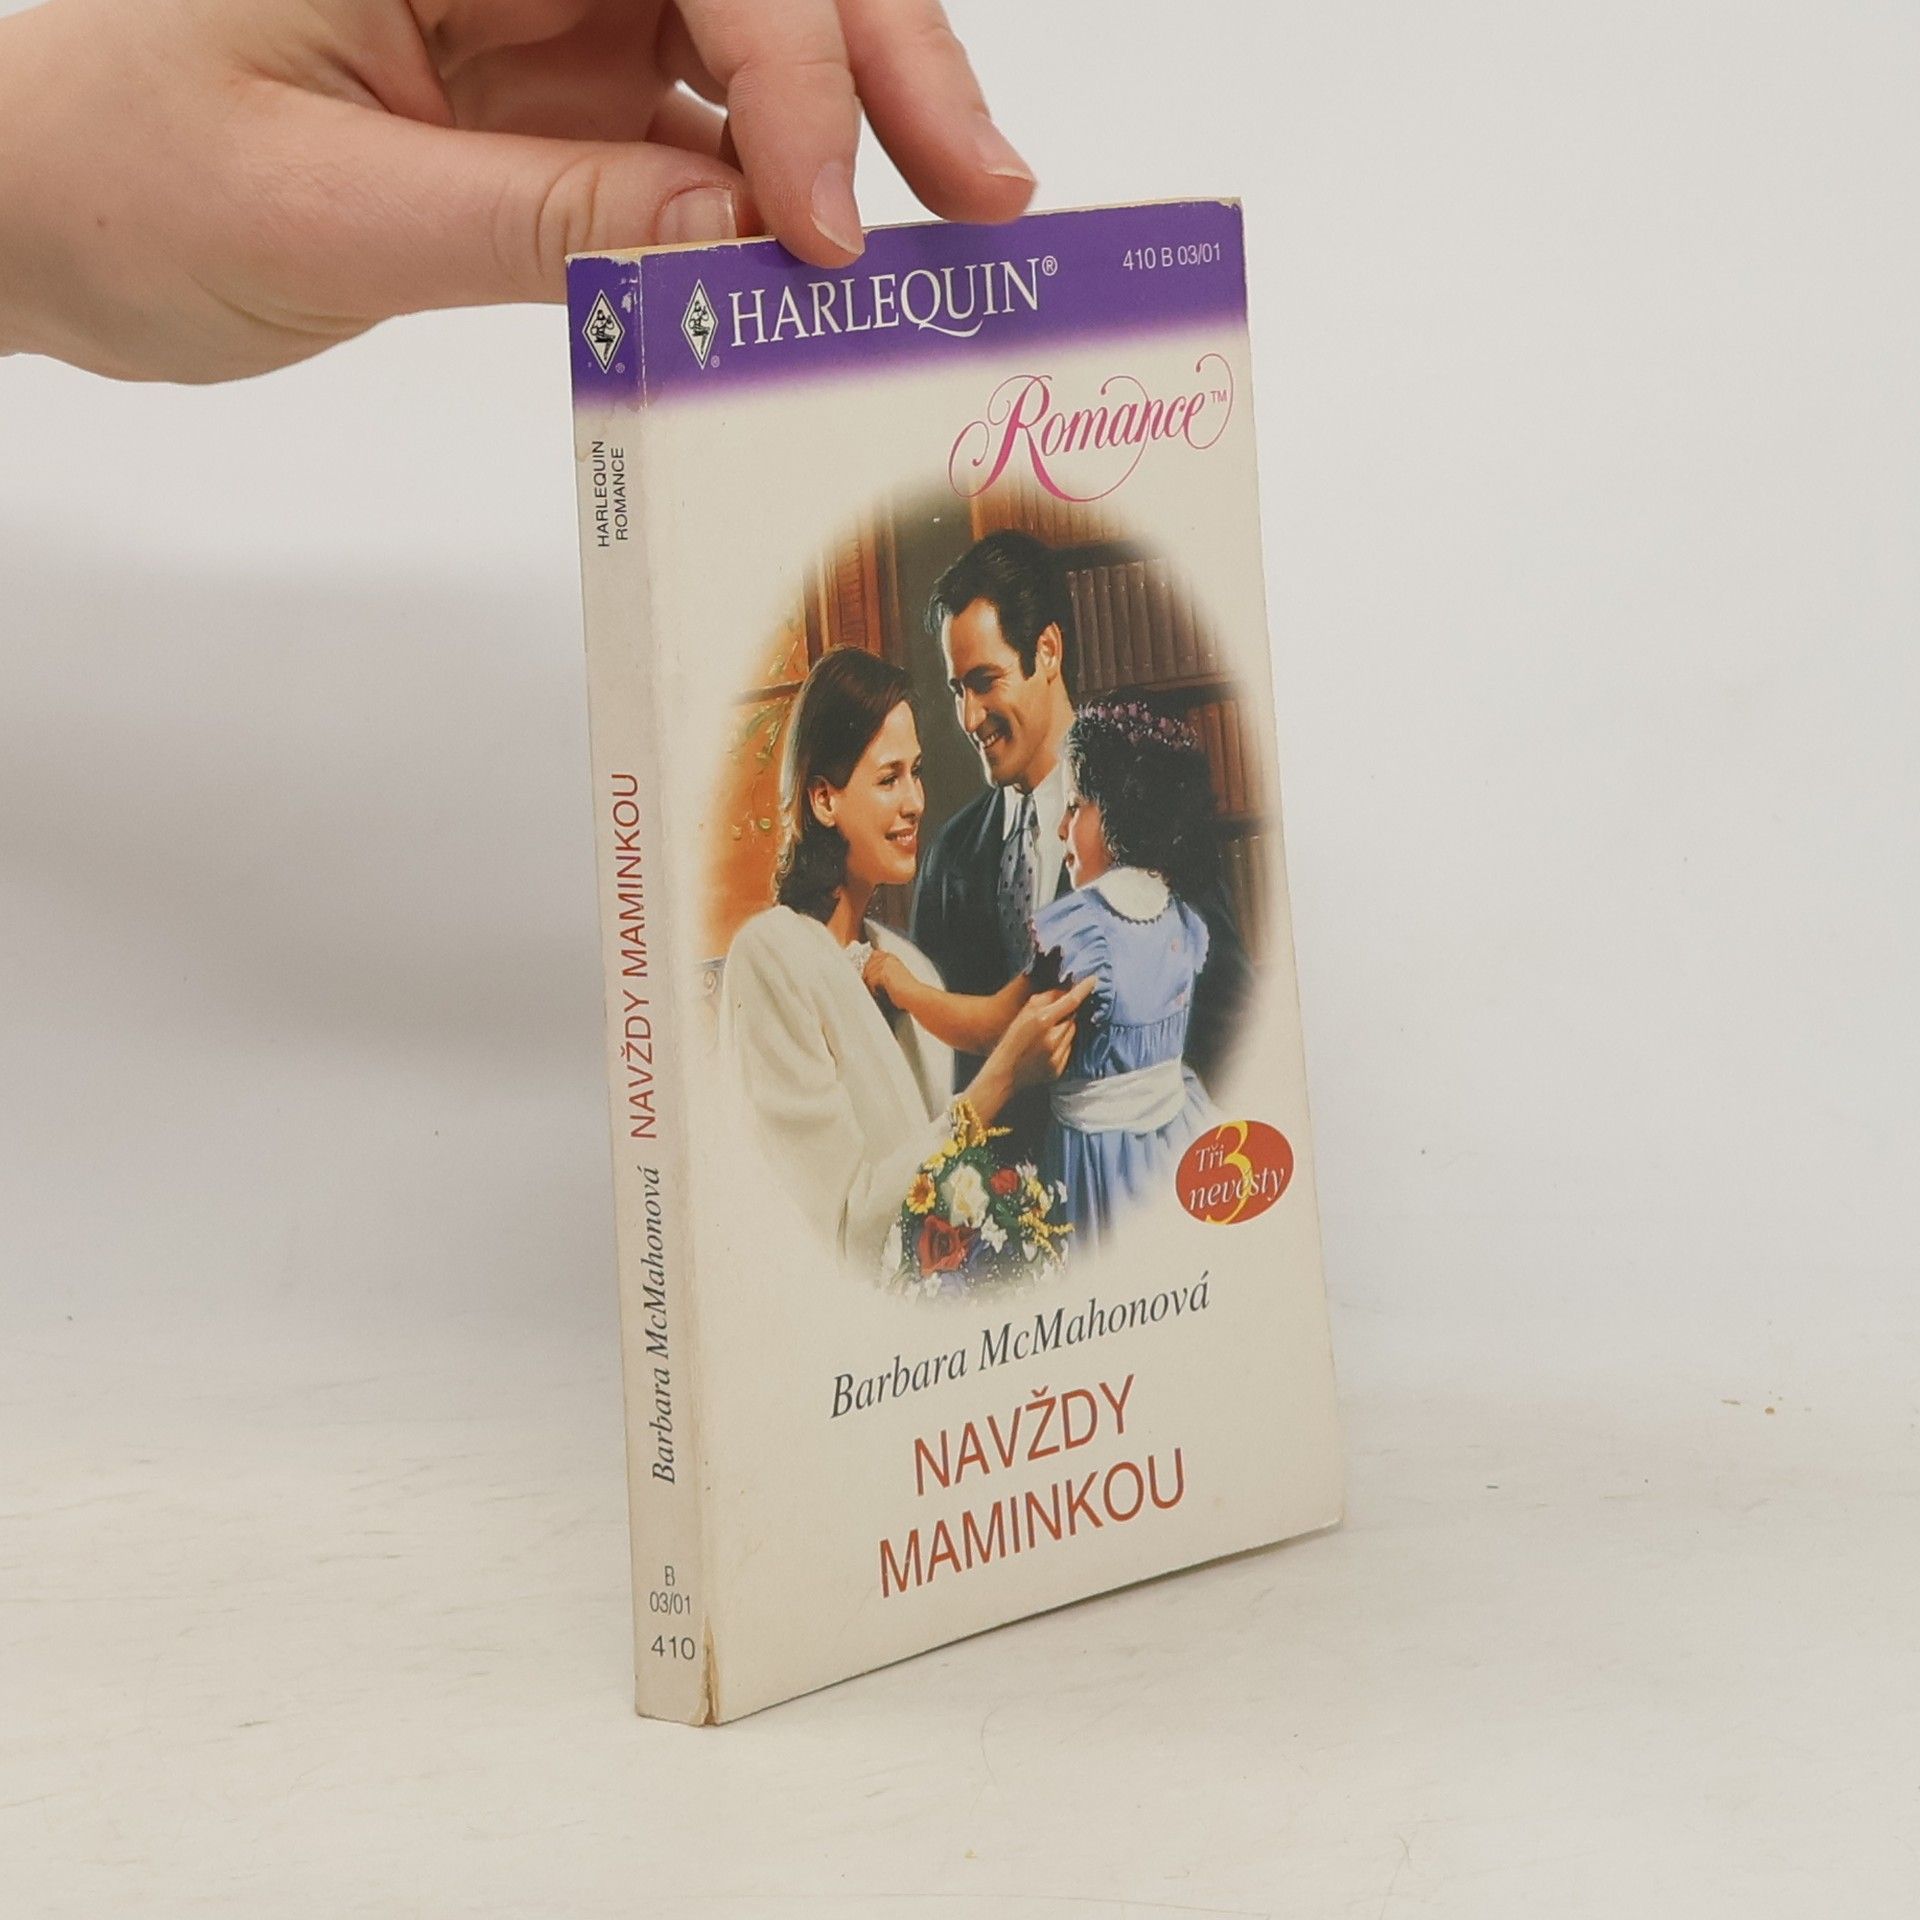 HARLEQUIN®
410 B 03/01
Romance™
Tři
3
nevěsty
Barbara McMahonová
NAVŽDY
MAMINKOU
HARLEQUIN
ROMANCE
NAVŽDY MAMINKOU
Barbara McMahonová
B
03/01
410